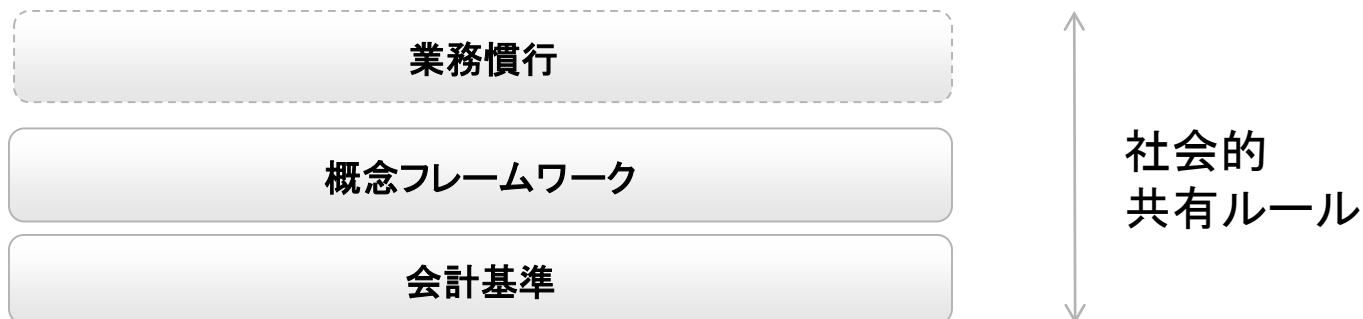 業務慣行
概念フレームワーク
会計基準
社会的
共有ルール